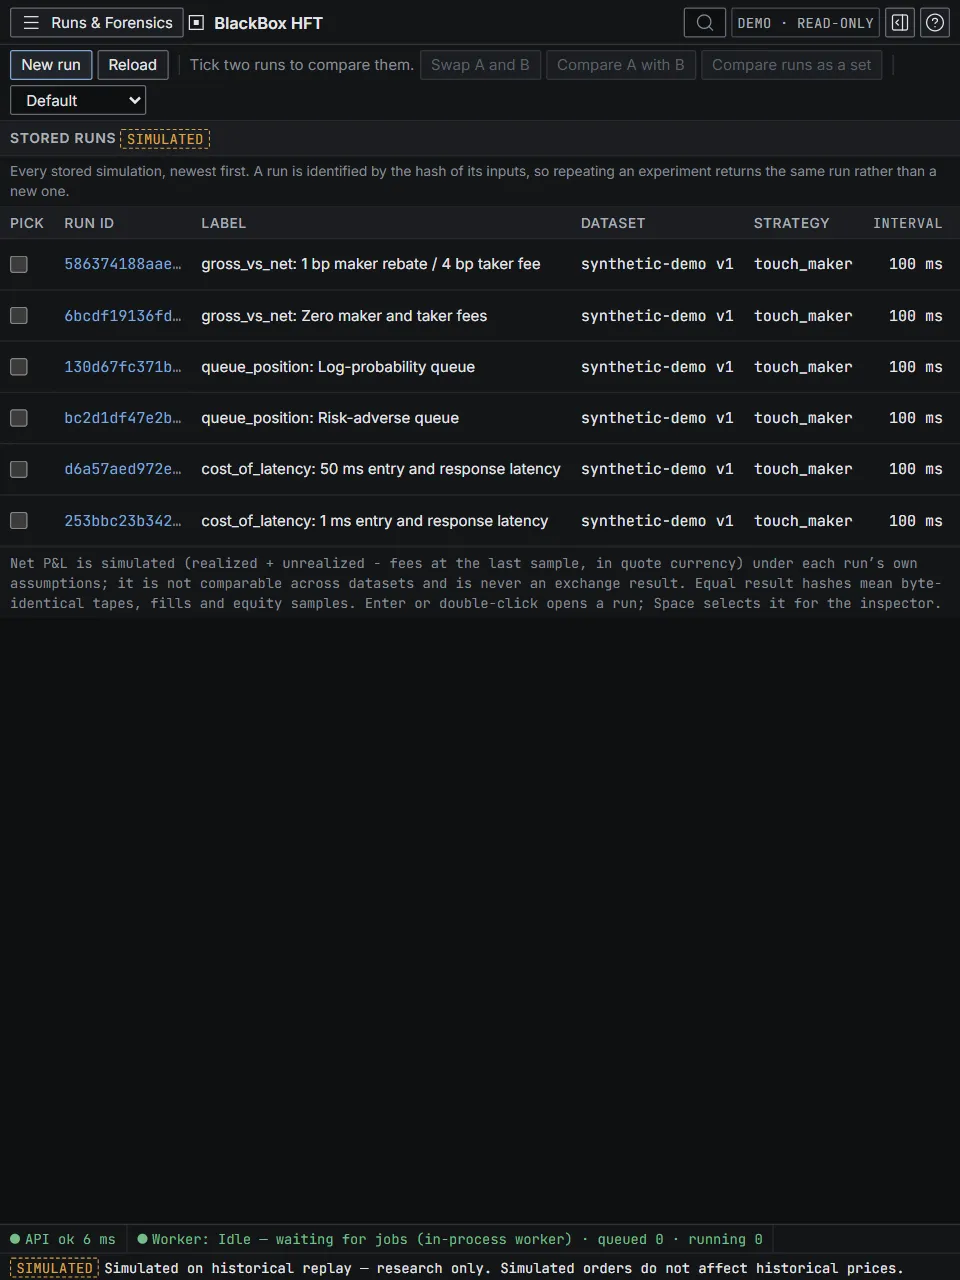 Runs & Forensics BlackBox HFT DEMO · READ-ONLY
New run Reload Tick two runs to compare them. Swap A and B Compare A with B Compare runs as a set
Default
STORED RUNS SIMULATED
Every stored simulation, newest first. A run is identified by the hash of its inputs, so repeating an experiment returns the same run rather than a
new one.
PICK RUN ID LABEL DATASET STRATEGY INTERVAL
586374188aae… gross_vs_net: 1 bp maker rebate / 4 bp taker fee synthetic-demo v1 touch_maker 100 ms
6bcdf19136fd… gross_vs_net: Zero maker and taker fees synthetic-demo v1 touch_maker 100 ms
130d67fc371b… queue_position: Log-probability queue synthetic-demo v1 touch_maker 100 ms
bc2d1df47e2b… queue_position: Risk-adverse queue synthetic-demo v1 touch_maker 100 ms
d6a57aed972e… cost_of_latency: 50 ms entry and response latency synthetic-demo v1 touch_maker 100 ms
253bbc23b342… cost_of_latency: 1 ms entry and response latency synthetic-demo v1 touch_maker 100 ms
Net P&L is simulated (realized + unrealized - fees at the last sample, in quote currency) under each run’s own
assumptions; it is not comparable across datasets and is never an exchange result. Equal result hashes mean byte-
identical tapes, fills and equity samples. Enter or double-click opens a run; Space selects it for the inspector.
API ok 6 ms Worker: Idle — waiting for jobs (in-process worker) · queued 0 · running 0
SIMULATED Simulated on historical replay — research only. Simulated orders do not affect historical prices.